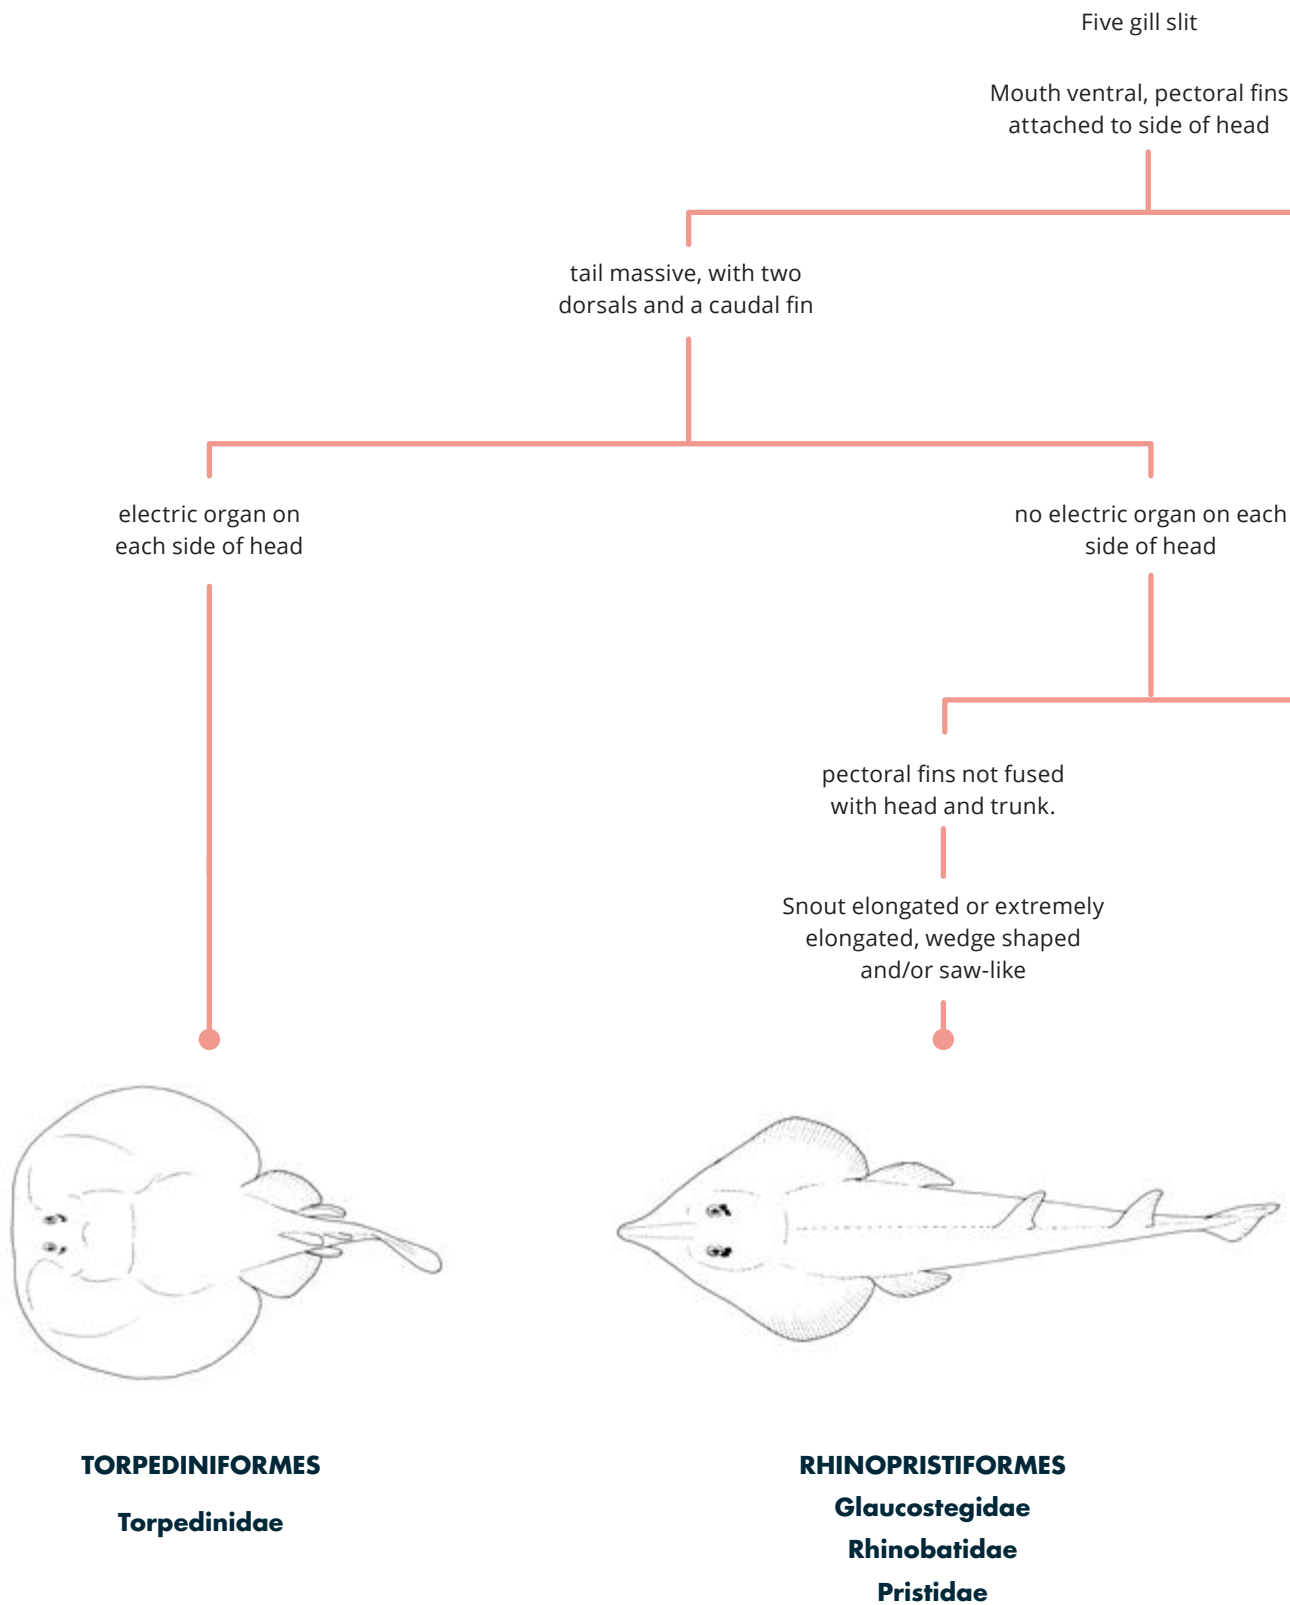 Five gill slit
Mouth ventral, pectoral fins
attached to side of head
tail massive, with two
dorsals and a caudal fin
electric organ on
each side of head
no electric organ on each
side of head
pectoral fins not fused
with head and trunk.
Snout elongated or extremely
elongated, wedge shaped
and/or saw-like
TORPEDINIFORMES
Torpedinidae
RHINOPRISTIFORMES
Glaucostegidae
Rhinobatidae
Pristidae